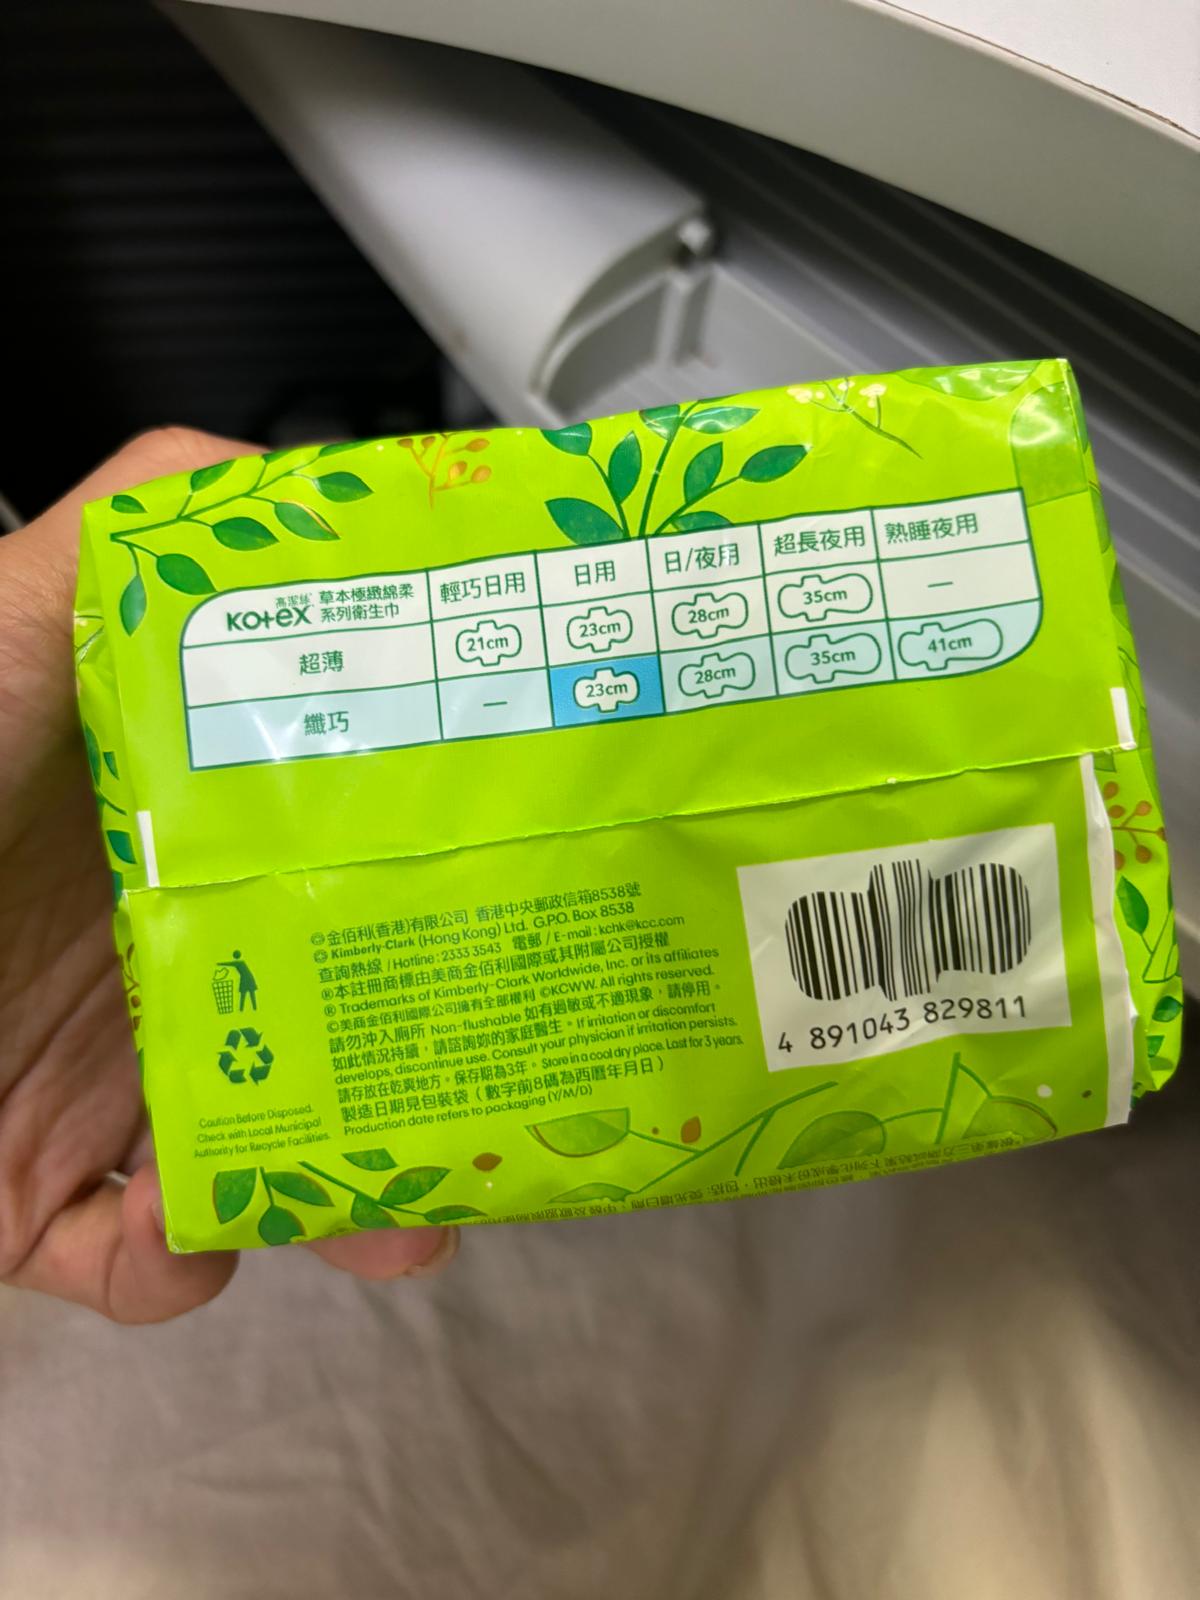 高潔絲
Kotex 草本極緻綿柔
系列衛生巾
輕巧日用 日用 日/夜用 超長夜用 熟睡夜用
超薄 21cm 23cm 28cm 35cm —
纖巧 — 23cm 28cm 35cm 41cm
金佰利(香港)有限公司 香港中央郵政信箱8538號
Kimberly-Clark (Hong Kong) Ltd. G.P.O. Box 8538
查詢熱線 / Hotline : 2333 3543 電郵 / E-mail : kchk@kcc.com
®本註冊商標由美商金佰利國際或其附屬公司授權
® Trademarks of Kimberly-Clark Worldwide, Inc. or its affiliates
©美商金佰利國際公司擁有全部權利 ©KCWW. All rights reserved.
請勿沖入廁所 Non-flushable 如有過敏或不適現象，請停用。
如此情況持續，請諮詢妳的家庭醫生。If irritation or discomfort
develops, discontinue use. Consult your physician if irritation persists.
請存放在乾爽地方。保存期為3年。Store in a cool dry place. Last for 3 years.
製造日期見包裝袋（數字前8碼為西曆年月日）
Production date refers to packaging (Y/M/D)
Caution Before Disposed.
Check with Local Municipal
Authority for Recycle Facilities.
4 891043 829811